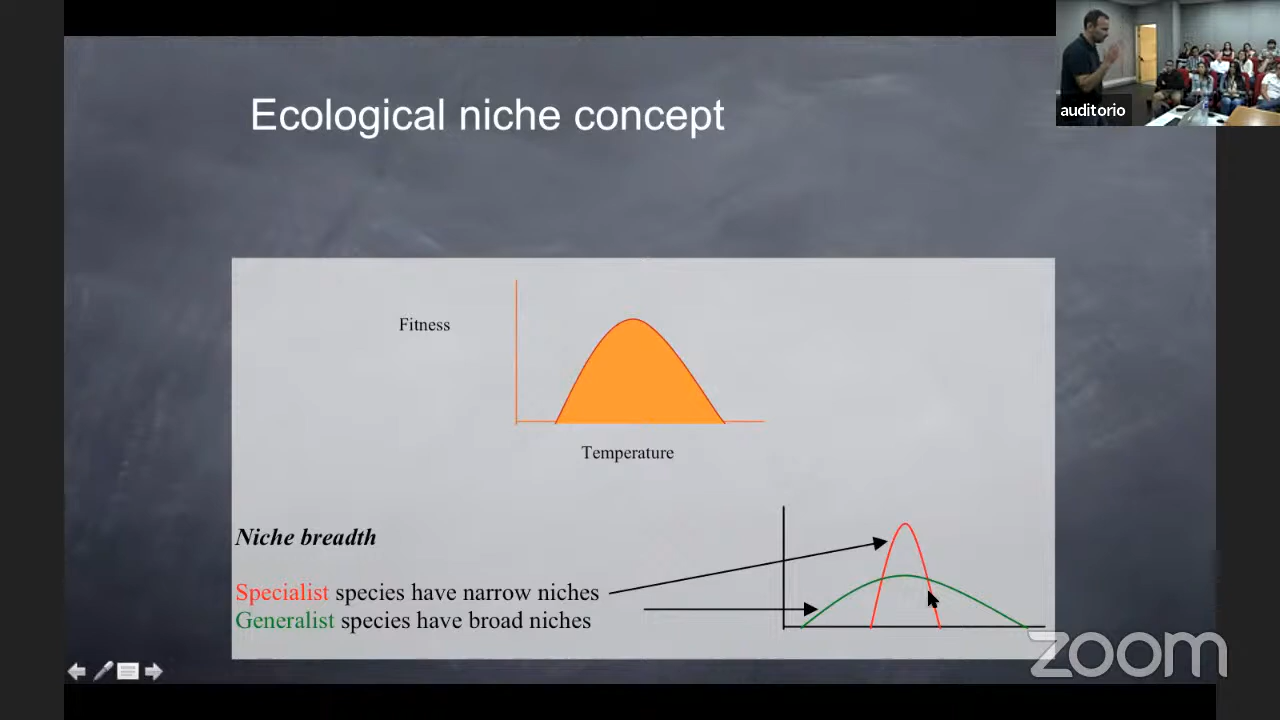 auditorio
Ecological niche concept
Fitness
Temperature
Niche breadth
Specialist species have narrow niches
Generalist species have broad niches
zoom